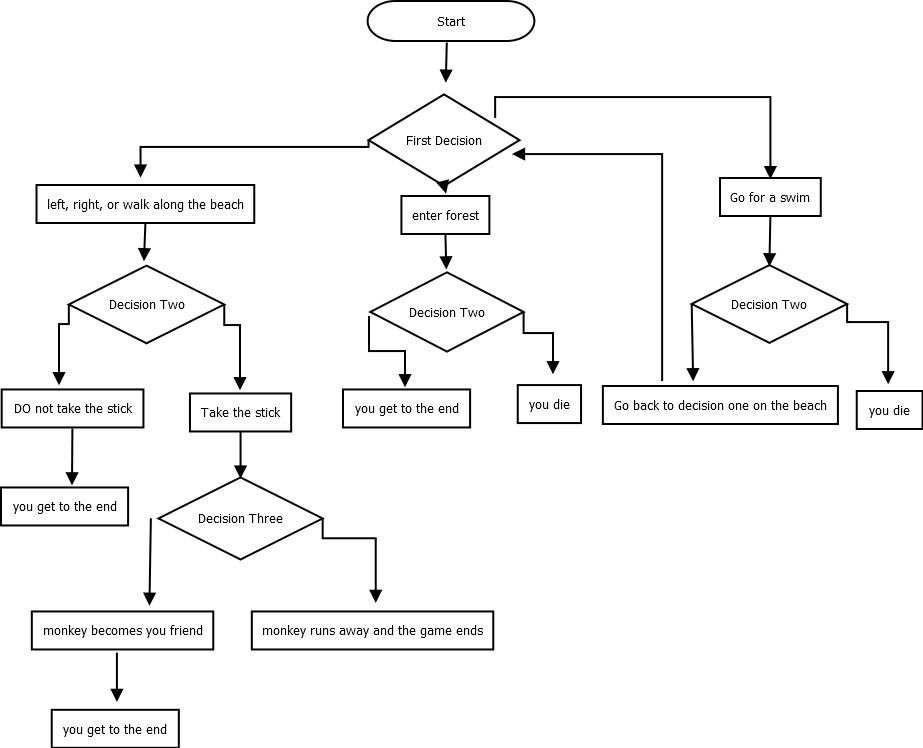 Start
First Decision
left, right, or walk along the beach
enter forest
Go for a swim
Decision Two
Decision Two
Decision Two
DO not take the stick
Take the stick
you get to the end
you die
Go back to decision one on the beach
you die
you get to the end
Decision Three
monkey becomes you friend
monkey runs away and the game ends
you get to the end